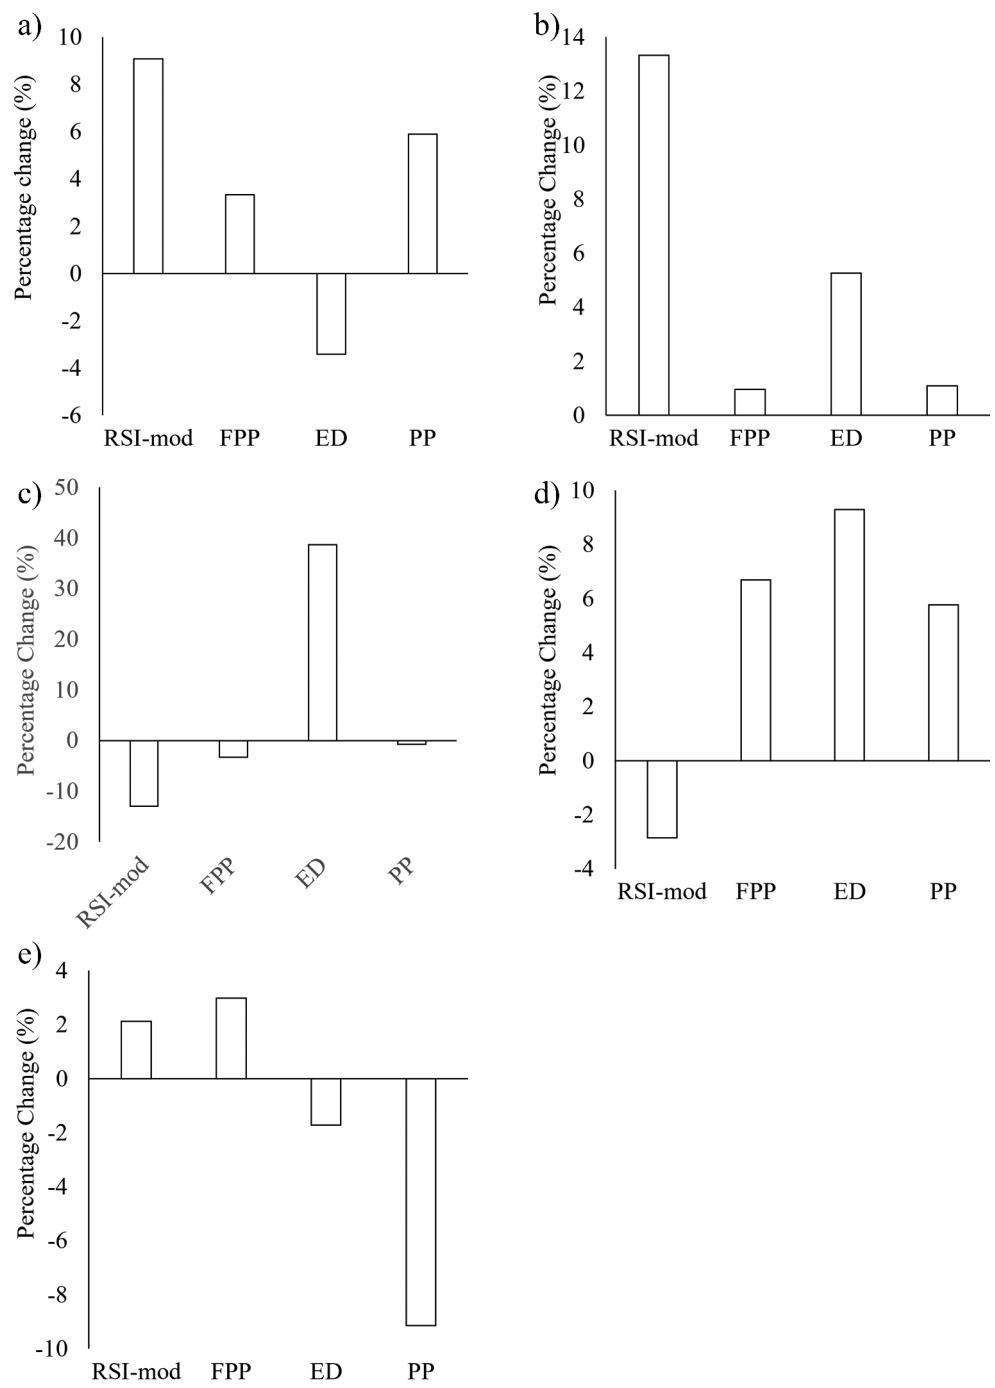 a)
Percentage change (%)
10
8
6
4
2
0
-2
-4
-6
RSI-mod FPP ED PP
b)
Percentage Change (%)
14
12
10
8
6
4
2
0
RSI-mod FPP ED PP
c)
Percentage Change (%)
50
40
30
20
10
0
-10
-20
RSI-mod FPP ED PP
d)
Percentage Change (%)
10
8
6
4
2
0
-2
-4
RSI-mod FPP ED PP
e)
Percentage Change (%)
4
2
0
-2
-4
-6
-8
-10
RSI-mod FPP ED PP